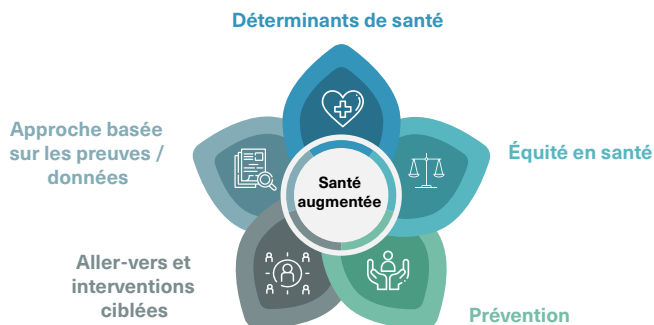 Déterminants de santé
Approche basée
sur les preuves /
données
Équité en santé
Santé
augmentée
Aller-vers et
interventions
ciblées
Prévention